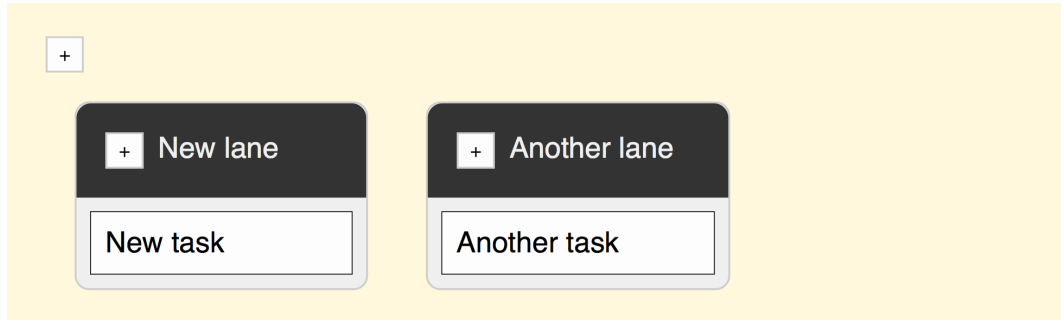 +
+ New lane
New task
+ Another lane
Another task